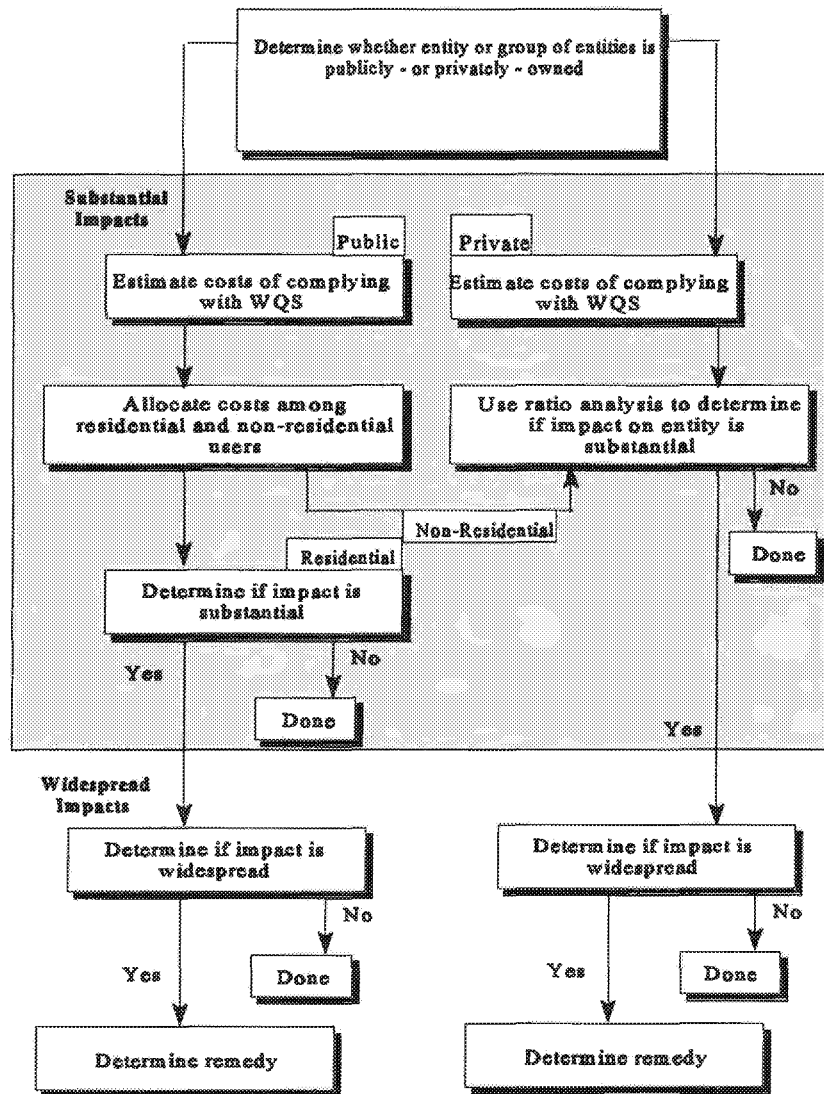 Determine whether entity or group of entities is
publicly - or privately - owned
Substantial
Impacts
Public
Private
Estimate costs of complying
with WQS
Estimate costs of complying
with WQS
Allocate costs among
residential and non-residential
users
Use ratio analysis to determine
if impact on entity is
substantial
No
Done
Non-Residential
Residential
Determine if impact is
substantial
Yes
No
Done
Yes
Widespread
Impacts
Determine if impact is
widespread
Determine if impact is
widespread
No
No
Yes
Done
Yes
Done
Determine remedy
Determine remedy